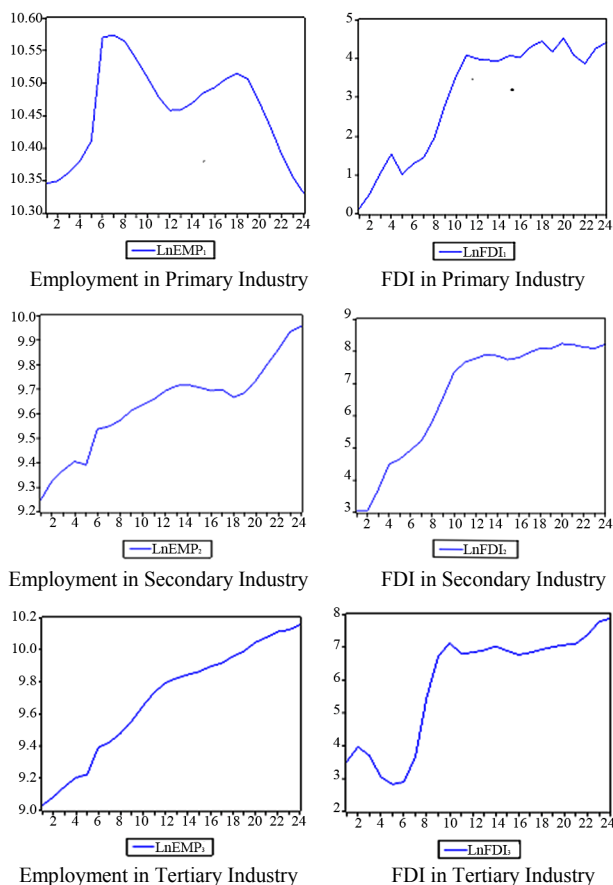 10.60
10.55
10.50
10.45
10.40
10.35
10.30
2 4 6 8 10 12 14 16 18 20 22 24
LnEMP₁
Employment in Primary Industry
5
4
3
2
1
0
2 4 6 8 10 12 14 16 18 20 22 24
LnFDI₁
FDI in Primary Industry
10.0
9.9
9.8
9.7
9.6
9.5
9.4
9.3
9.2
2 4 6 8 10 12 14 16 18 20 22 24
LnEMP₂
Employment in Secondary Industry
9
8
7
6
5
4
3
2 4 6 8 10 12 14 16 18 20 22 24
LnFDI₂
FDI in Secondary Industry
10.2
10.0
9.8
9.6
9.4
9.2
9.0
2 4 6 8 10 12 14 16 18 20 22 24
LnEMP₃
Employment in Tertiary Industry
8
7
6
5
4
3
2
2 4 6 8 10 12 14 16 18 20 22 24
LnFDI₃
FDI in Tertiary Industry